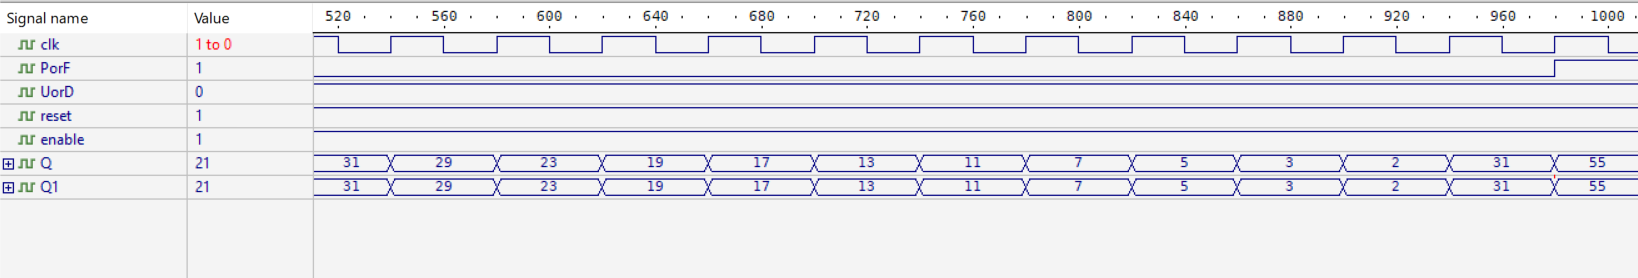 Signal name Value 520 560 600 640 680 720 760 800 840 880 920 960 1000
clk 1 to 0
PorF 1
UorD 0
reset 1
enable 1
Q 21 31 29 23 19 17 13 11 7 5 3 2 31 55
Q1 21 31 29 23 19 17 13 11 7 5 3 2 31 55